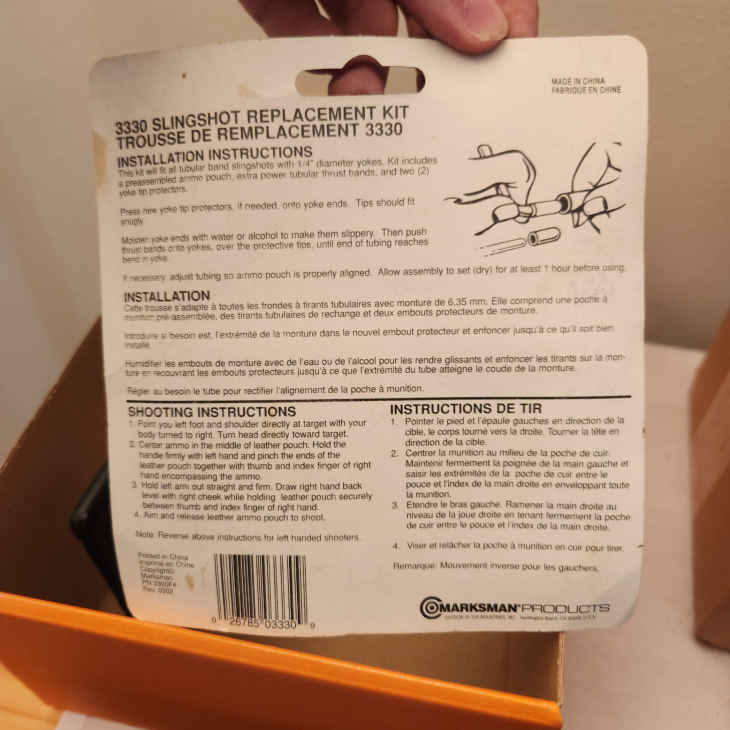 MADE IN CHINA
FABRIQUE EN CHINE
3330 SLINGSHOT REPLACEMENT KIT
TROUSSE DE REMPLACEMENT 3330
INSTALLATION INSTRUCTIONS
This kit will fit all tubular band slingshots with 1/4" diameter yokes. Kit includes
a preassembled ammo pouch, extra power tubular thrust bands, and two (2)
yoke tip protectors.
Press new yoke tip protectors, if needed, onto yoke ends. Tips should fit
snugly.
Moisten yoke ends with water or alcohol to make them slippery. Then push
thrust bands onto yokes, over the protective tips, until end of tubing reaches
bend in yoke.
If necessary, adjust tubing so ammo pouch is properly aligned. Allow assembly to set (dry) for at least 1 hour before using.
INSTALLATION
Cette trousse s'adapte à toutes les frondes à tirants tubulaires avec monture de 6,35 mm. Elle comprend une poche à
munition pré-assemblée, des tirants tubulaires de rechange et deux embouts protecteurs de monture.
Introduire si besoin est, l'extrémité de la monture dans le nouvel embout protecteur et enfoncer jusqu'à ce qu'il soit bien
installé.
Humidifier les embouts de monture avec de l'eau ou de l'alcool pour les rendre glissants et enfoncer les tirants sur la mon-
ture en recouvrant les embouts protecteurs jusqu'à ce que l'extrémité du tube atteigne le coude de la monture.
Régler au besoin le tube pour rectifier l'alignement de la poche à munition.
SHOOTING INSTRUCTIONS
1. Point you left foot and shoulder directly at target with your
body turned to right. Turn head directly toward target.
2. Center ammo in the middle of leather pouch. Hold the
handle firmly with left hand and pinch the ends of the
leather pouch together with thumb and index finger of right
hand encompassing the ammo.
3. Hold left arm out straight and firm. Draw right hand back
level with right cheek while holding leather pouch securely
between thumb and index finger of right hand.
4. Aim and release leather ammo pouch to shoot.
Note: Reverse above instructions for left handed shooters.
INSTRUCTIONS DE TIR
1. Pointer le pied et l'épaule gauches en direction de la
cible, le corps tourné vers la droite. Tourner la tête en
direction de la cible.
2. Centrer la munition au milieu de la poche de cuir.
Maintenir fermement la poignée de la main gauche et
saisir les extrémités de la poche de cuir entre le
pouce et l'index de la main droite en enveloppant toute
la munition.
3. Etendre le bras gauche. Ramener la main droite au
niveau de la joue droite en tenant fermement la poche
de cuir entre le pouce et l'index de la main droite.
4. Viser et relâcher la poche à munition en cuir pour tirer.
Remarque: Mouvement inverse pour les gauchers.
Printed in China
Imprimé en Chine
Copyright©
Marksman
Rev. 0302
0 26785 03330 9
MARKSMAN PRODUCTS